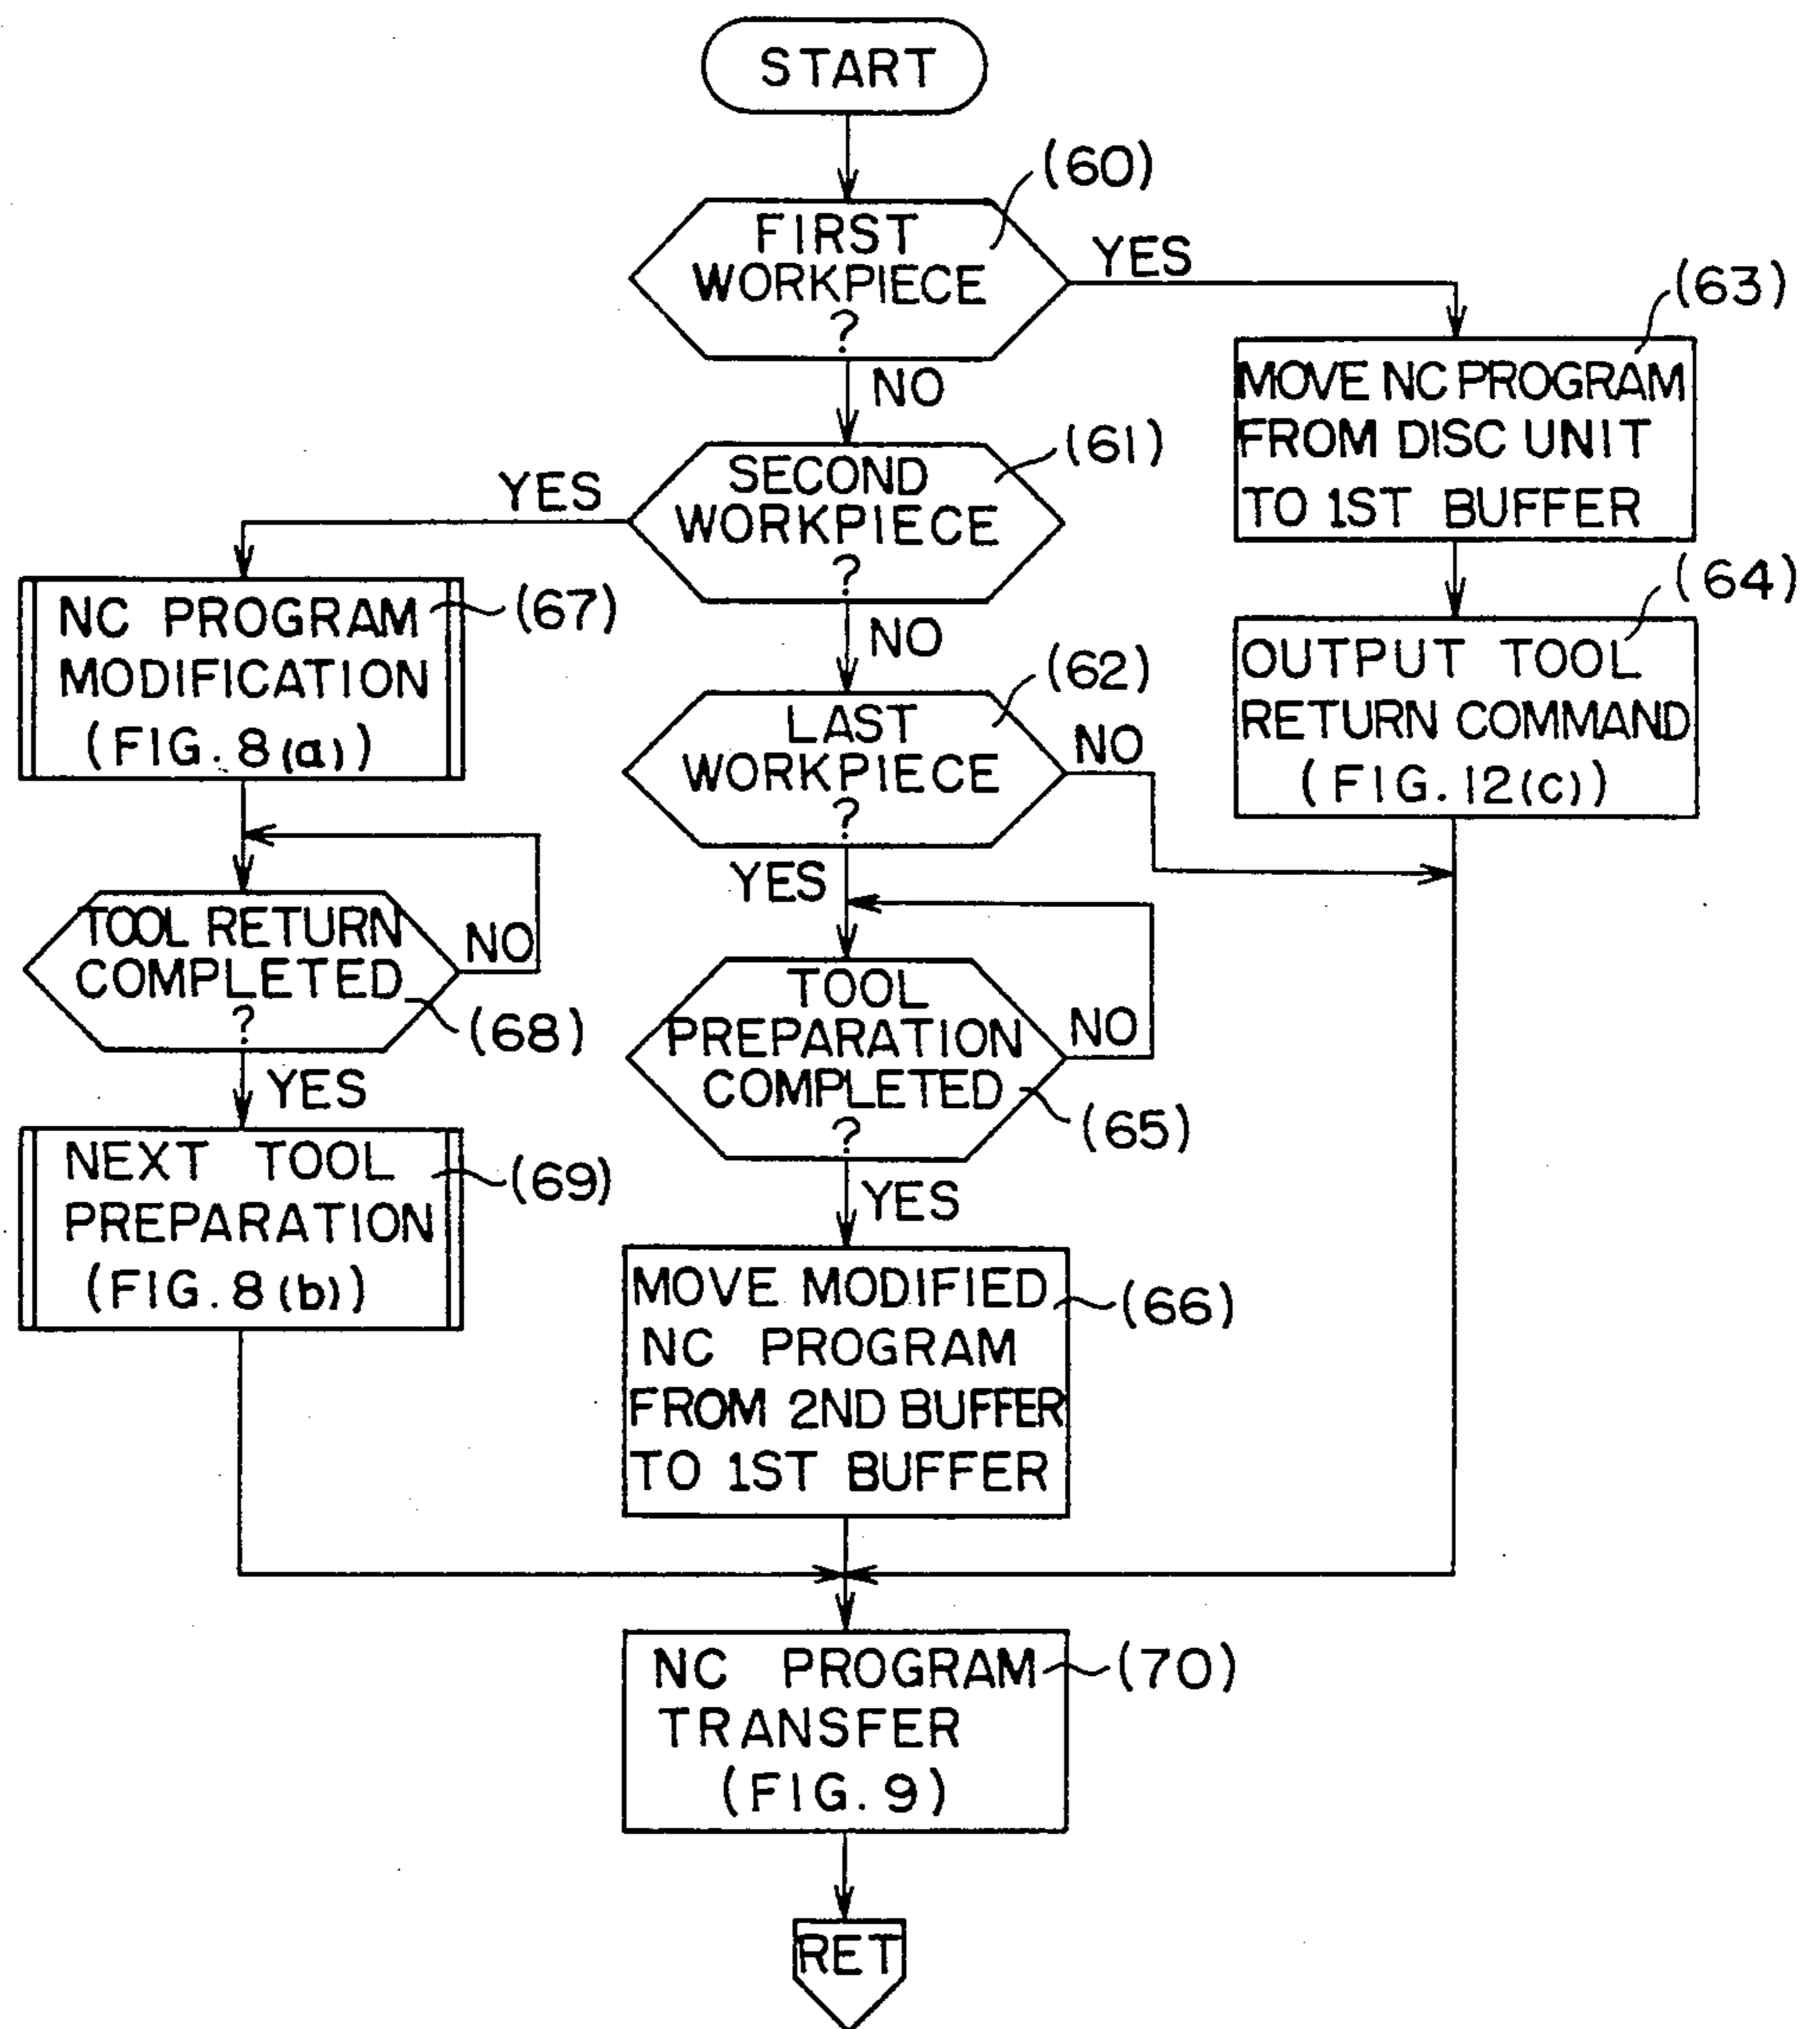 START
(60)
FIRST
WORKPIECE
?
YES
NO
(63)
MOVE NC PROGRAM
FROM DISC UNIT
TO 1ST BUFFER
(61)
SECOND
WORKPIECE
?
YES
NO
(64)
OUTPUT TOOL
RETURN COMMAND
(FIG. 12(c))
(67)
NC PROGRAM
MODIFICATION
(FIG. 8(a))
(62)
LAST
WORKPIECE
?
NO
YES
TOOL RETURN
COMPLETED
?
NO
(68)
YES
TOOL
PREPARATION
COMPLETED
?
NO
(65)
YES
NEXT TOOL
PREPARATION
(FIG. 8(b))
(69)
MOVE MODIFIED
NC PROGRAM
FROM 2ND BUFFER
TO 1ST BUFFER
(66)
NC PROGRAM
TRANSFER
(FIG. 9)
(70)
RET